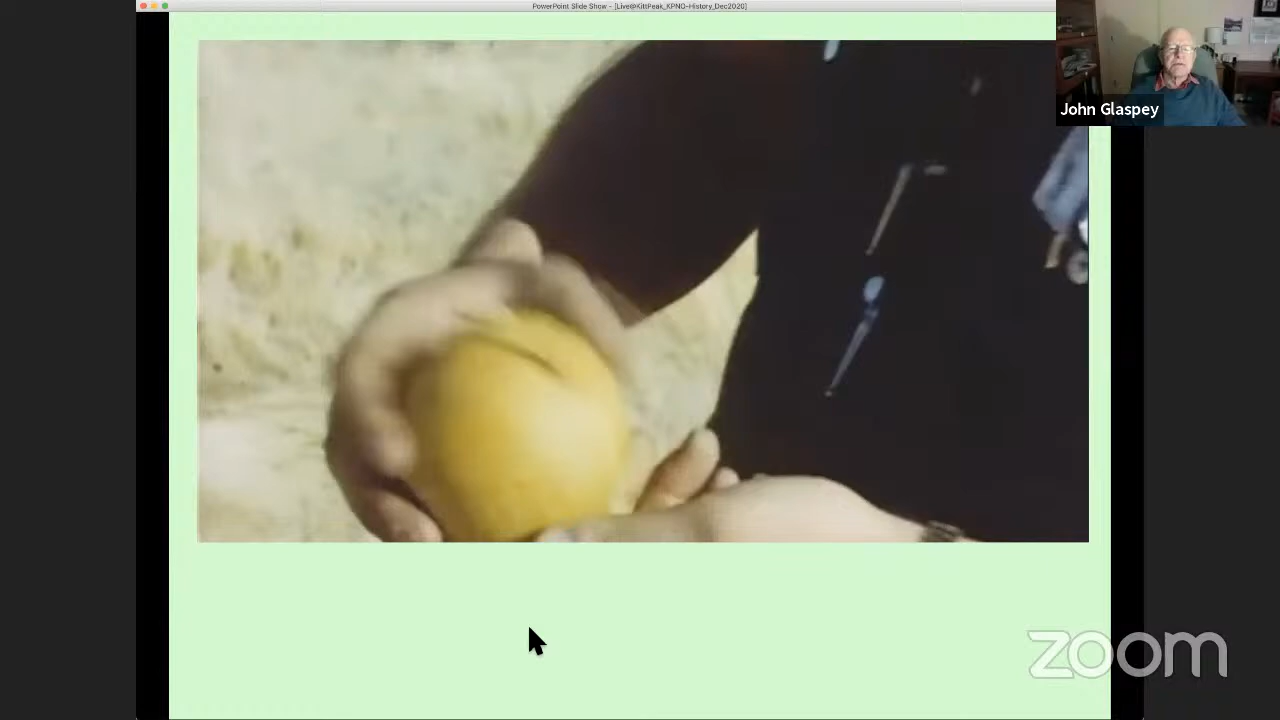 PowerPoint Slide Show - [Live@KittPeak_KPNO-History_Dec2020]
John Glaspey
zoom